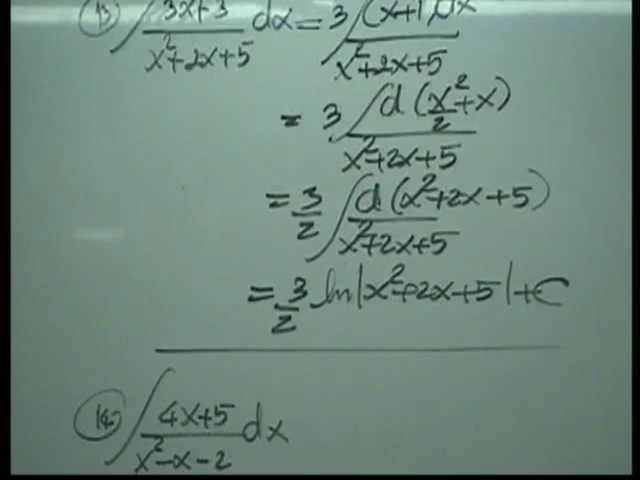 13 ∫ 3x+3 / x²+2x+5 dx = 3 ∫ (x+1)dx / x²+2x+5
= 3 ∫ d(x²/2+x) / x²+2x+5
= 3/2 ∫ d(x²+2x+5) / x²+2x+5
= 3/2 ln|x²+2x+5|+C
14 ∫ 4x+5 / x²-x-2 dx